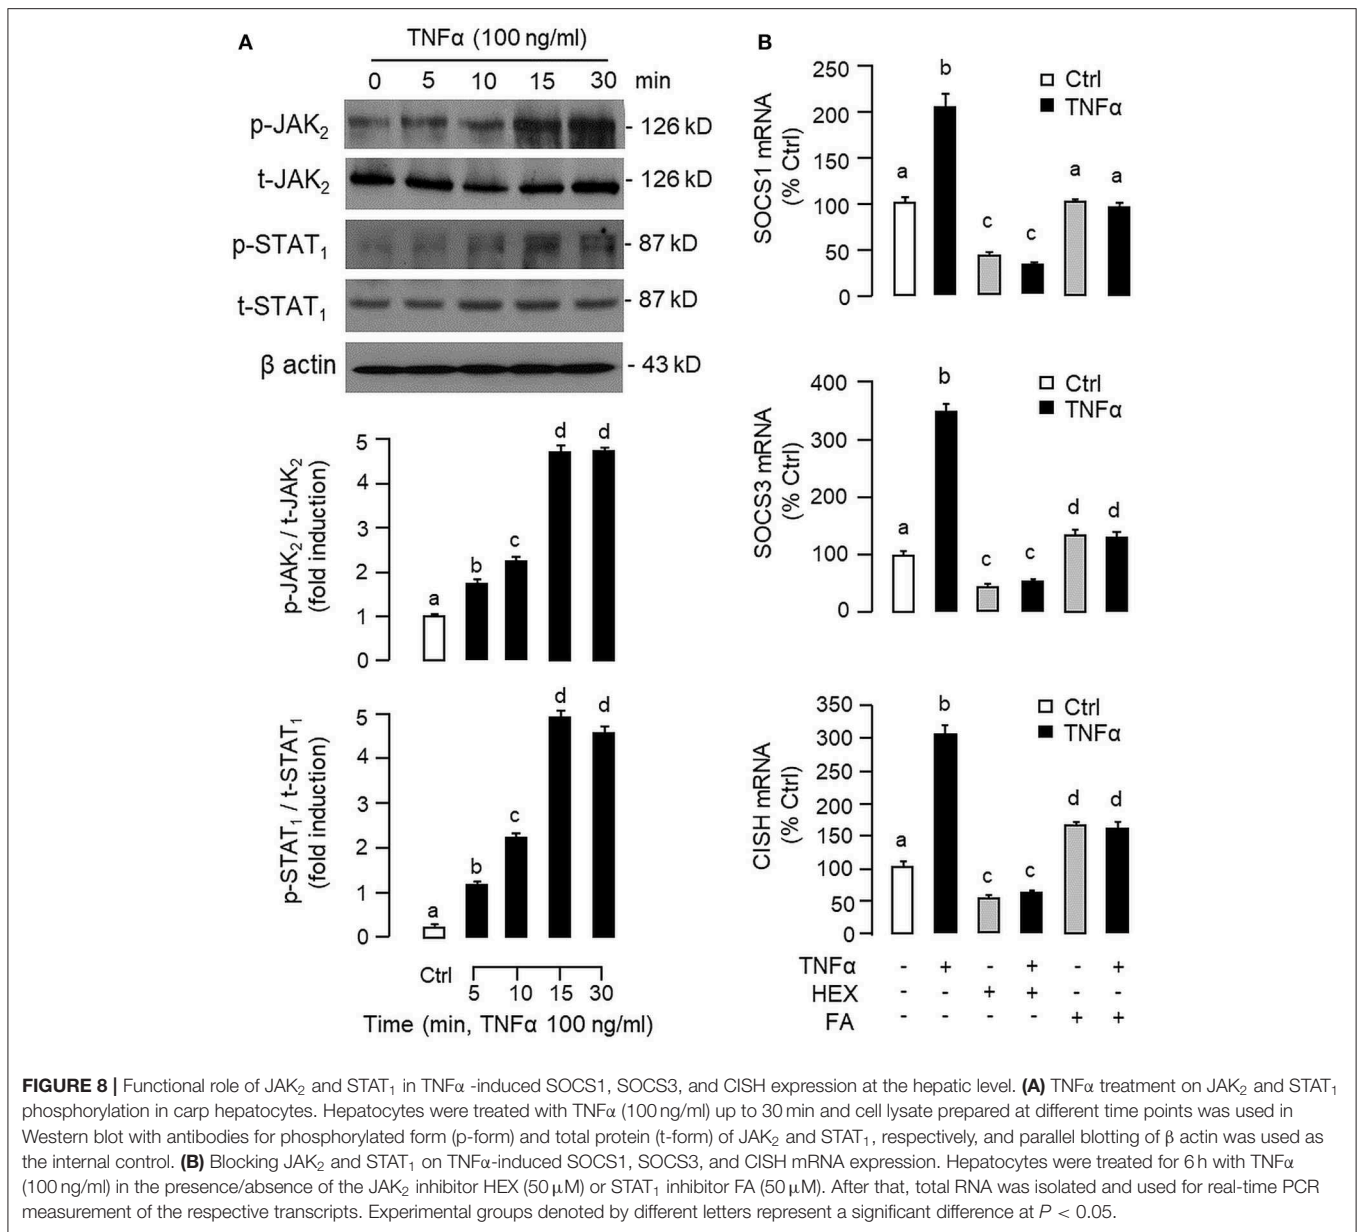 A
TNFα (100 ng/ml)
0 5 10 15 30 min
p-JAK2 - 126 kD
t-JAK2 - 126 kD
p-STAT1 - 87 kD
t-STAT1 - 87 kD
β actin - 43 kD
p-JAK2 / t-JAK2
(fold induction)
5
4
3
2
1
0
a b c d d
p-STAT1 / t-STAT1
(fold induction)
5
4
3
2
1
0
a b c d d
Ctrl
5 10 15 30
Time (min, TNFα 100 ng/ml)
B
SOCS1 mRNA
(% Ctrl)
250
200
150
100
50
0
a b c c a a
Ctrl
TNFα
SOCS3 mRNA
(% Ctrl)
400
300
200
100
0
a b c c d d
Ctrl
TNFα
CISH mRNA
(% Ctrl)
350
300
250
200
150
100
50
0
a b c c d d
Ctrl
TNFα
TNFα - + - + - +
HEX - - + + - -
FA - - - - + +
FIGURE 8 | Functional role of JAK2 and STAT1 in TNFα -induced SOCS1, SOCS3, and CISH expression at the hepatic level. (A) TNFα treatment on JAK2 and STAT1
phosphorylation in carp hepatocytes. Hepatocytes were treated with TNFα (100 ng/ml) up to 30 min and cell lysate prepared at different time points was used in
Western blot with antibodies for phosphorylated form (p-form) and total protein (t-form) of JAK2 and STAT1, respectively, and parallel blotting of β actin was used as
the internal control. (B) Blocking JAK2 and STAT1 on TNFα-induced SOCS1, SOCS3, and CISH mRNA expression. Hepatocytes were treated for 6 h with TNFα
(100 ng/ml) in the presence/absence of the JAK2 inhibitor HEX (50 μM) or STAT1 inhibitor FA (50 μM). After that, total RNA was isolated and used for real-time PCR
measurement of the respective transcripts. Experimental groups denoted by different letters represent a significant difference at P < 0.05.